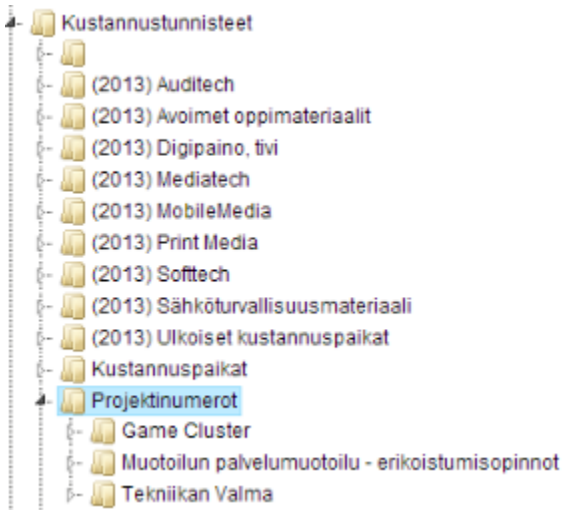 Kustannustunnisteet
(2013) Auditech
(2013) Avoimet oppimateriaalit
(2013) Digipaino, tivi
(2013) Mediatech
(2013) MobileMedia
(2013) Print Media
(2013) Softtech
(2013) Sähköturvallisuusmateriaali
(2013) Ulkoiset kustannuspaikat
Kustannuspaikat
Projektinumerot
Game Cluster
Muotoilun palvelumuotoilu - erikoistumisopinnot
Tekniikan Valma